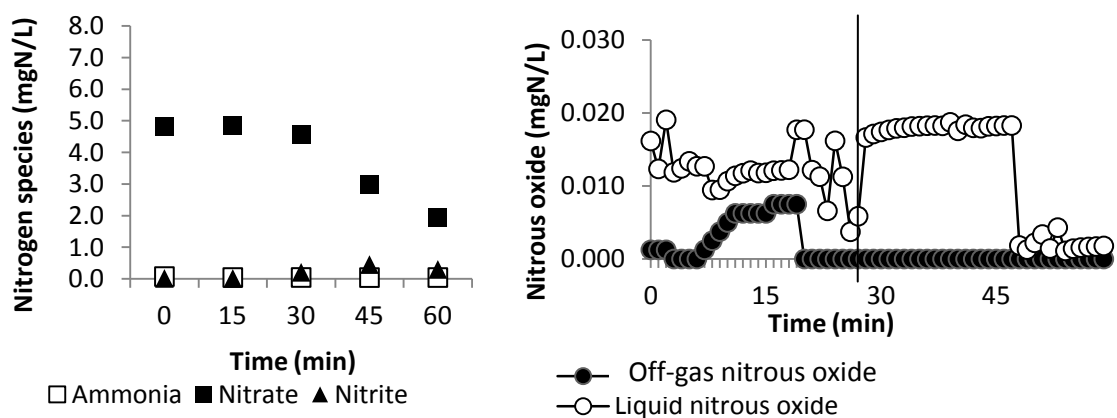 Nitrogen species (mgN/L)
8.0
7.0
6.0
5.0
4.0
3.0
2.0
1.0
0.0
0 15 30 45 60
Time (min)
Ammonia Nitrate Nitrite
Nitrous oxide (mgN/L)
0.030
0.020
0.010
0.000
0 15 30 45
Time (min)
Off-gas nitrous oxide
Liquid nitrous oxide